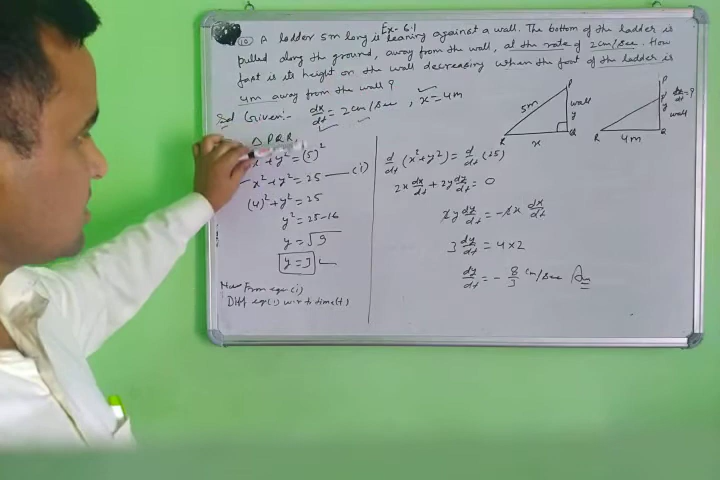 Ex- 6.1
(10) A ladder 5m long is leaning against a wall. The bottom of the ladder is
pulled along the ground, away from the wall, at the rate of 2cm/sec. How
fast is its height on the wall decreasing when the foot of the ladder is
4m away from the wall ?
Sol Given:- dx/dt = 2cm/sec , x = 4m
△ PQR,
x² + y² = (5)²
x² + y² = 25 —— (i)
(4)² + y² = 25
y² = 25-16
y = √9
y = 3
Now From eqn (i)
Diff eq(i) w.r. to time(t)
d/dt (x² + y²) = d/dt (25)
2x dx/dt + 2y dy/dt = 0
2y dy/dt = -2x dx/dt
3 dy/dt = 4 x 2
dy/dt = - 8/3 cm/sec Ans
P
5m
wall
y
R
x
Q
P
P'
dy/dt = ?
y
wall
R
4m
Q